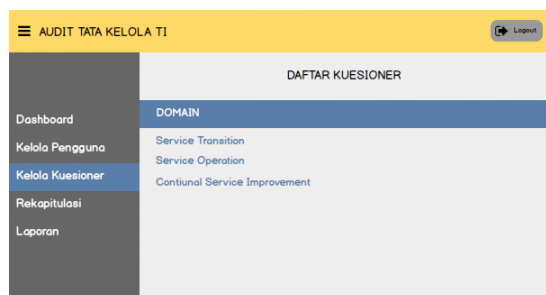 AUDIT TATA KELOLA TI
Logout
DAFTAR KUESIONER
DOMAIN
Dashboard
Kelola Pengguna
Kelola Kuesioner
Rekapitulasi
Laporan
Service Transition
Service Operation
Contiunal Service Improvement